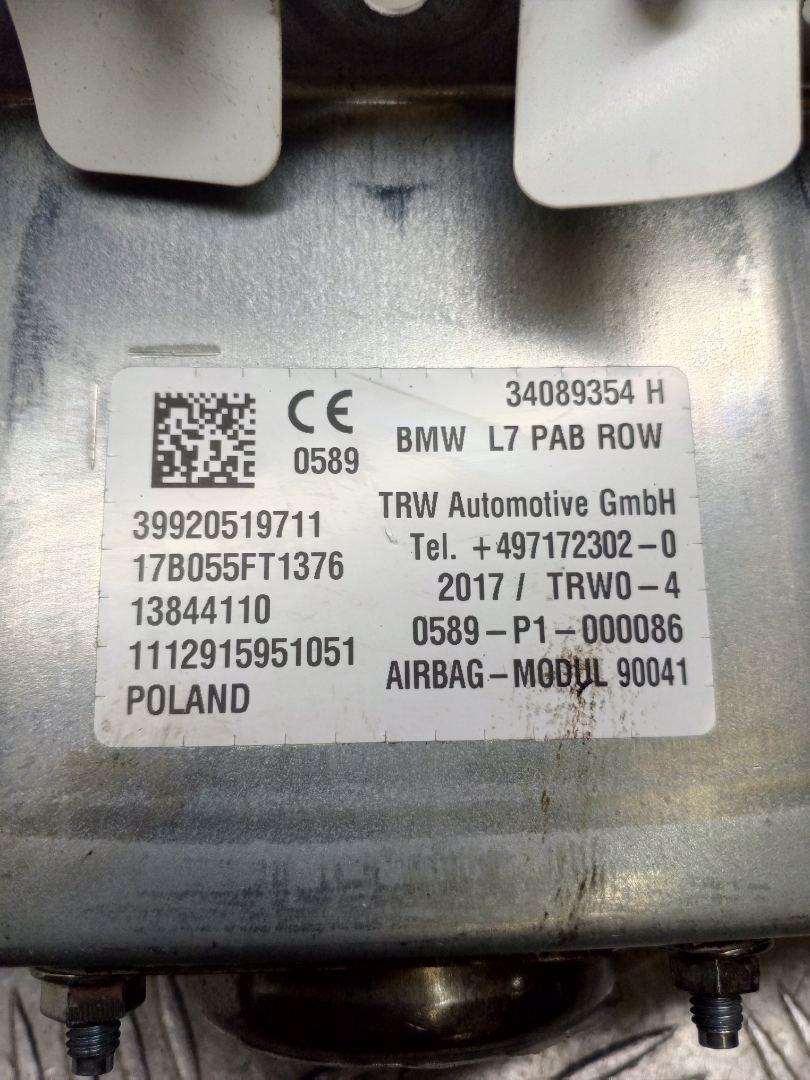 34089354 H
CE
0589
BMW L7 PAB ROW
39920519711
17B055FT1376
13844110
1112915951051
POLAND
TRW Automotive GmbH
Tel. +497172302-0
2017 / TRWO-4
0589-P1-000086
AIRBAG-MODUL 90041